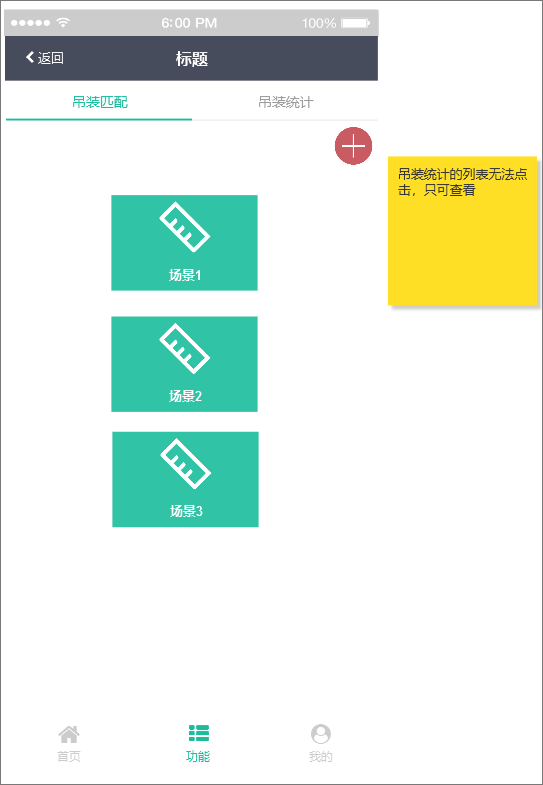 6:00 PM
100%
返回
标题
吊装匹配
吊装统计
吊装统计的列表无法点
击，只可查看
场景1
场景2
场景3
首页
功能
我的